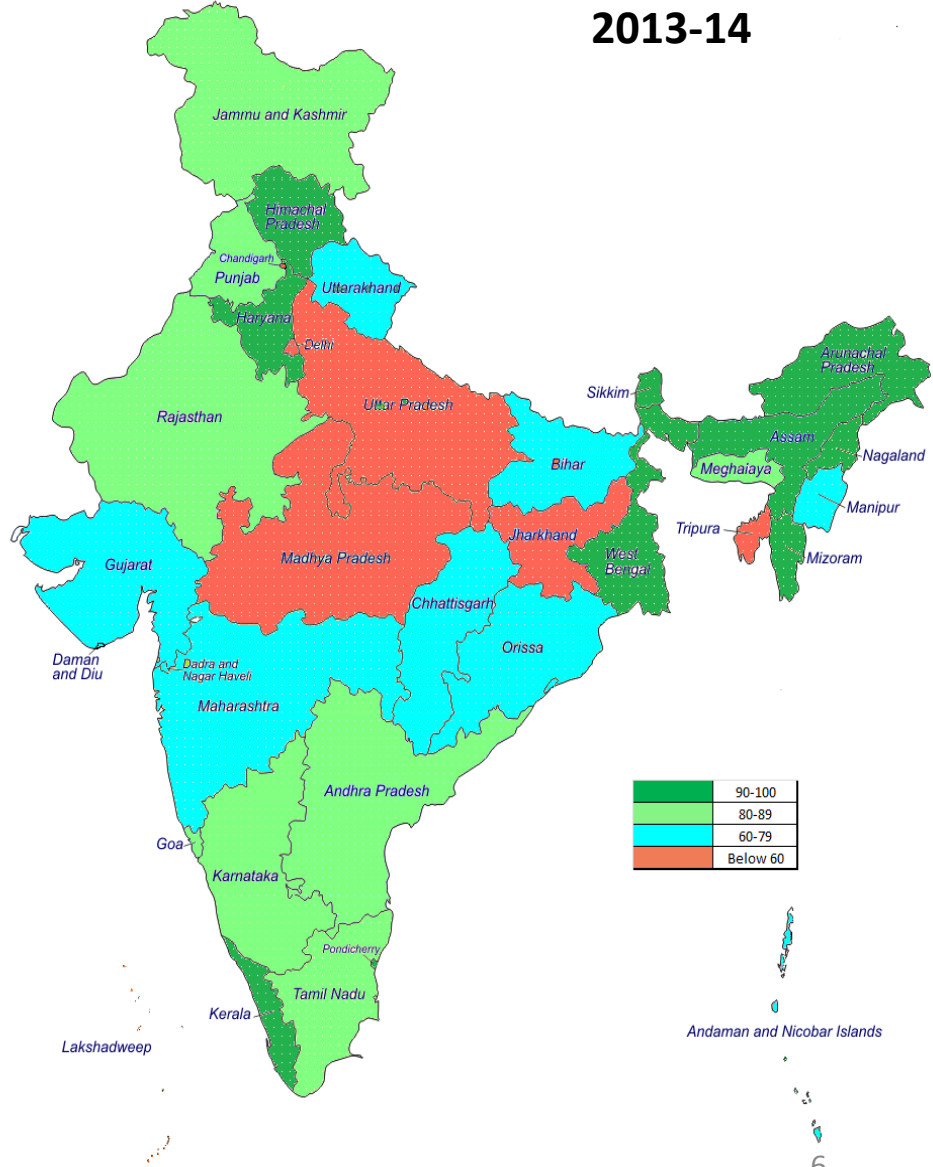 2013-14
Jammu and Kashmir
Himachal
Pradesh
Chandigarh
Punjab
Uttarakhand
Haryana
Delhi
Arunachal
Pradesh
Sikkim
Uttar Pradesh
Rajasthan
Assam
Nagaland
Bihar
Meghaiaya
Manipur
Tripura
Jharkhand
Mizoram
West
Bengal
Gujarat
Madhya Pradesh
Chhattisgarh
Orissa
Daman
and Diu
Dadra and
Nagar Haveli
Maharashtra
Andhra Pradesh
90-100
80-89
60-79
Below 60
Goa
Karnataka
Pondicherry
Tamil Nadu
Kerala
Andaman and Nicobar Islands
Lakshadweep
6